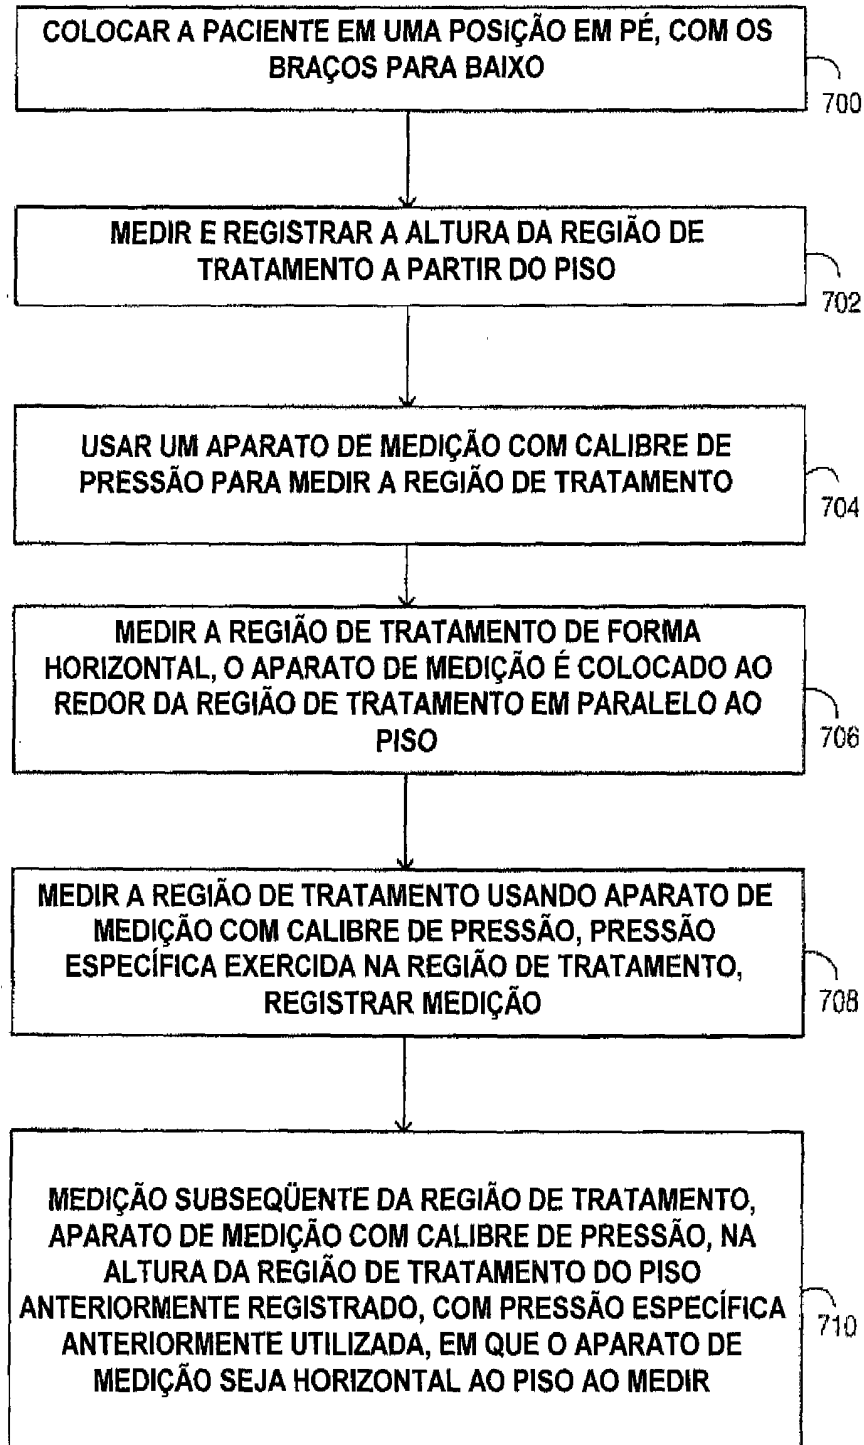 COLOCAR A PACIENTE EM UMA POSIÇÃO EM PÉ, COM OS
BRAÇOS PARA BAIXO
700
MEDIR E REGISTRAR A ALTURA DA REGIÃO DE
TRATAMENTO A PARTIR DO PISO
702
USAR UM APARATO DE MEDIÇÃO COM CALIBRE DE
PRESSÃO PARA MEDIR A REGIÃO DE TRATAMENTO
704
MEDIR A REGIÃO DE TRATAMENTO DE FORMA
HORIZONTAL, O APARATO DE MEDIÇÃO É COLOCADO AO
REDOR DA REGIÃO DE TRATAMENTO EM PARALELO AO
PISO
706
MEDIR A REGIÃO DE TRATAMENTO USANDO APARATO DE
MEDIÇÃO COM CALIBRE DE PRESSÃO, PRESSÃO
ESPECÍFICA EXERCIDA NA REGIÃO DE TRATAMENTO,
REGISTRAR MEDIÇÃO
708
MEDIÇÃO SUBSEQÜENTE DA REGIÃO DE TRATAMENTO,
APARATO DE MEDIÇÃO COM CALIBRE DE PRESSÃO, NA
ALTURA DA REGIÃO DE TRATAMENTO DO PISO
ANTERIORMENTE REGISTRADO, COM PRESSÃO ESPECÍFICA
ANTERIORMENTE UTILIZADA, EM QUE O APARATO DE
MEDIÇÃO SEJA HORIZONTAL AO PISO AO MEDIR
710